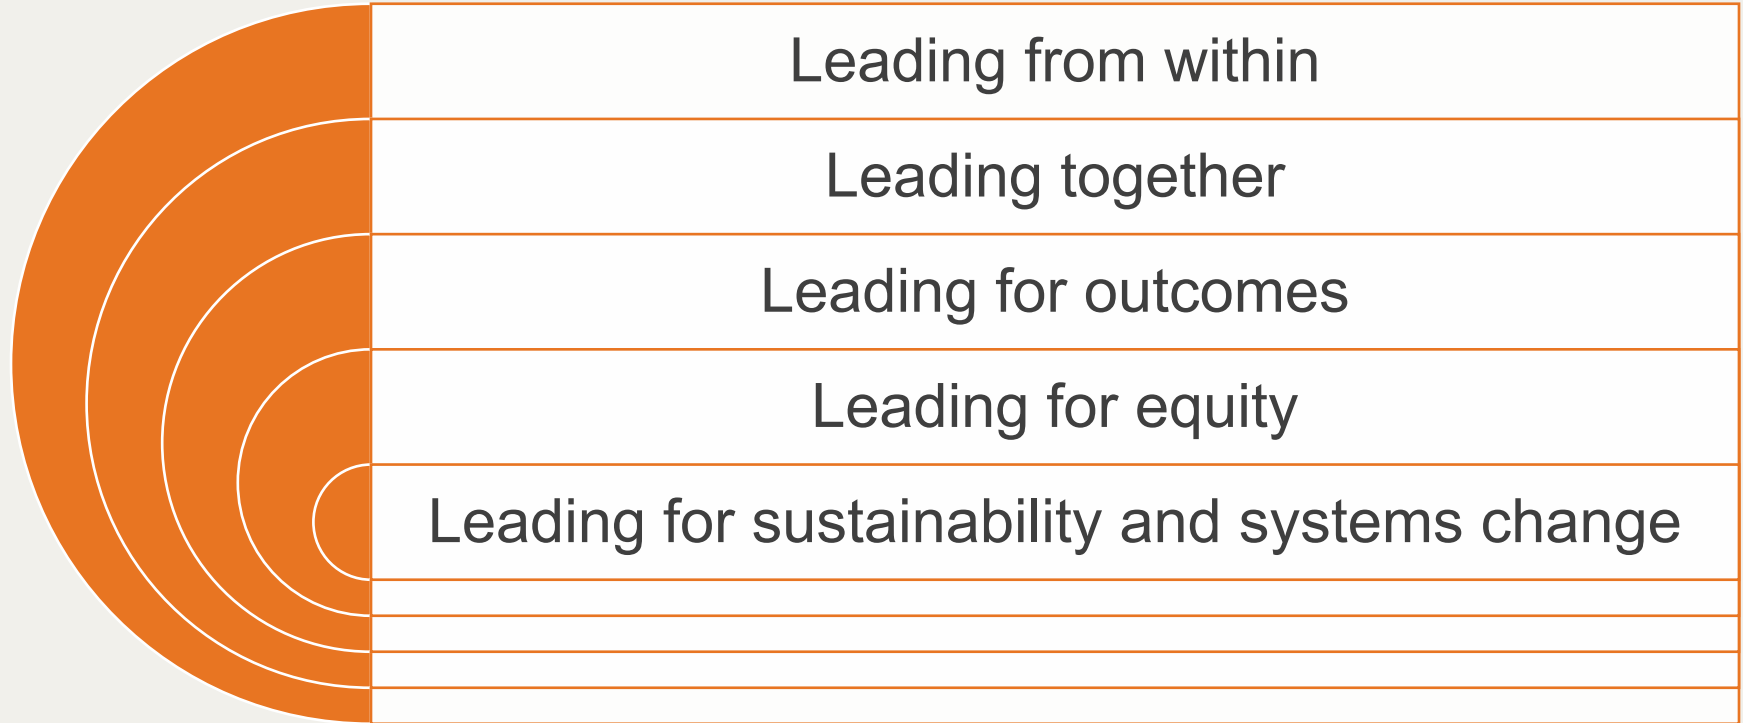 Leading from within
Leading together
Leading for outcomes
Leading for equity
Leading for sustainability and systems change